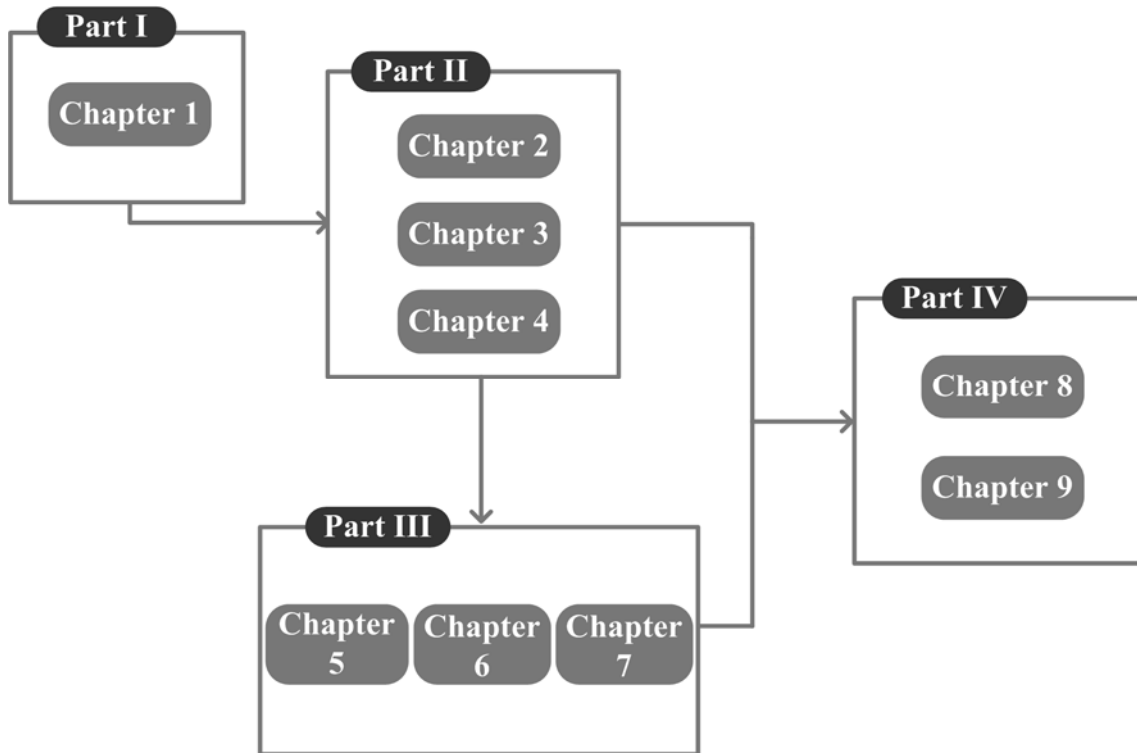 Part I
Chapter 1
Part II
Chapter 2
Chapter 3
Chapter 4
Part III
Chapter
5
Chapter
6
Chapter
7
Part IV
Chapter 8
Chapter 9